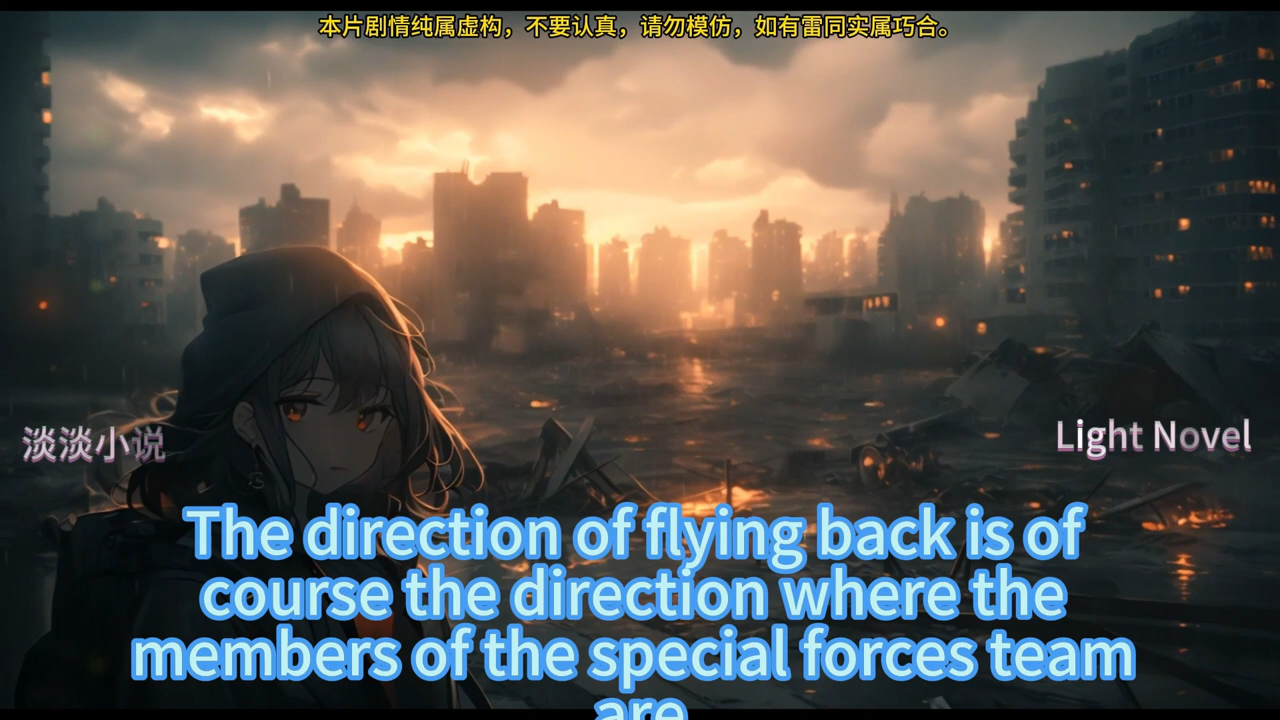 本片剧情纯属虚构，不要认真，请勿模仿，如有雷同实属巧合。
淡淡小说
Light Novel
The direction of flying back is of
course the direction where the
members of the special forces team
are